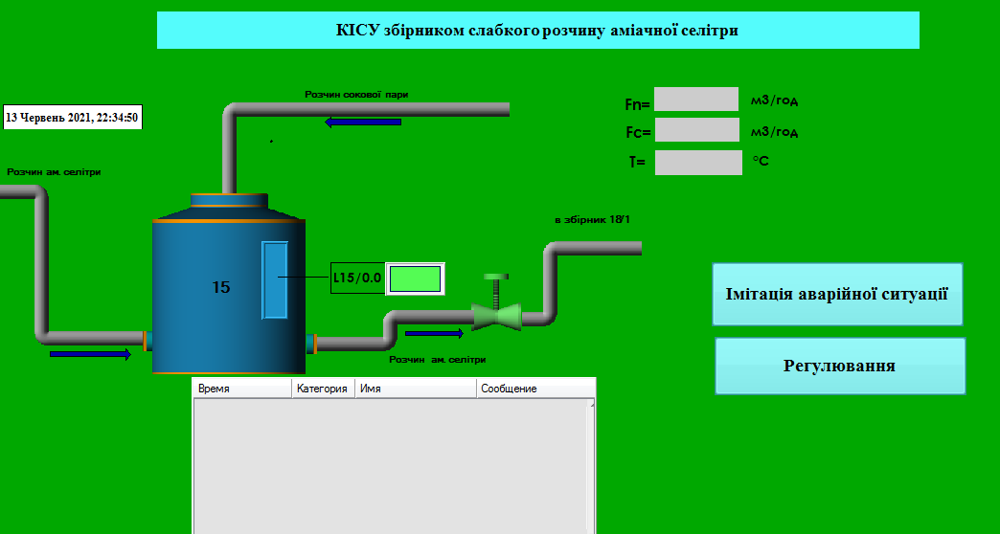 КІСУ збірником слабкого розчину аміачної селітри
Розчин сокової пари
Fп= м3/год
13 Червень 2021, 22:34:50
Fc= м3/год
T= °C
Розчин ам. селітри
в збірник 18/1
15
L15/0.0
Імітація аварійної ситуації
Розчин ам. селітри
Регулювання
Время Категория Имя Сообщение